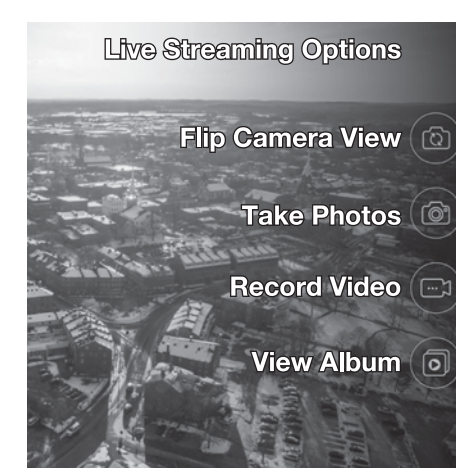 Live Streaming Options
Flip Camera View
Take Photos
Record Video
View Album